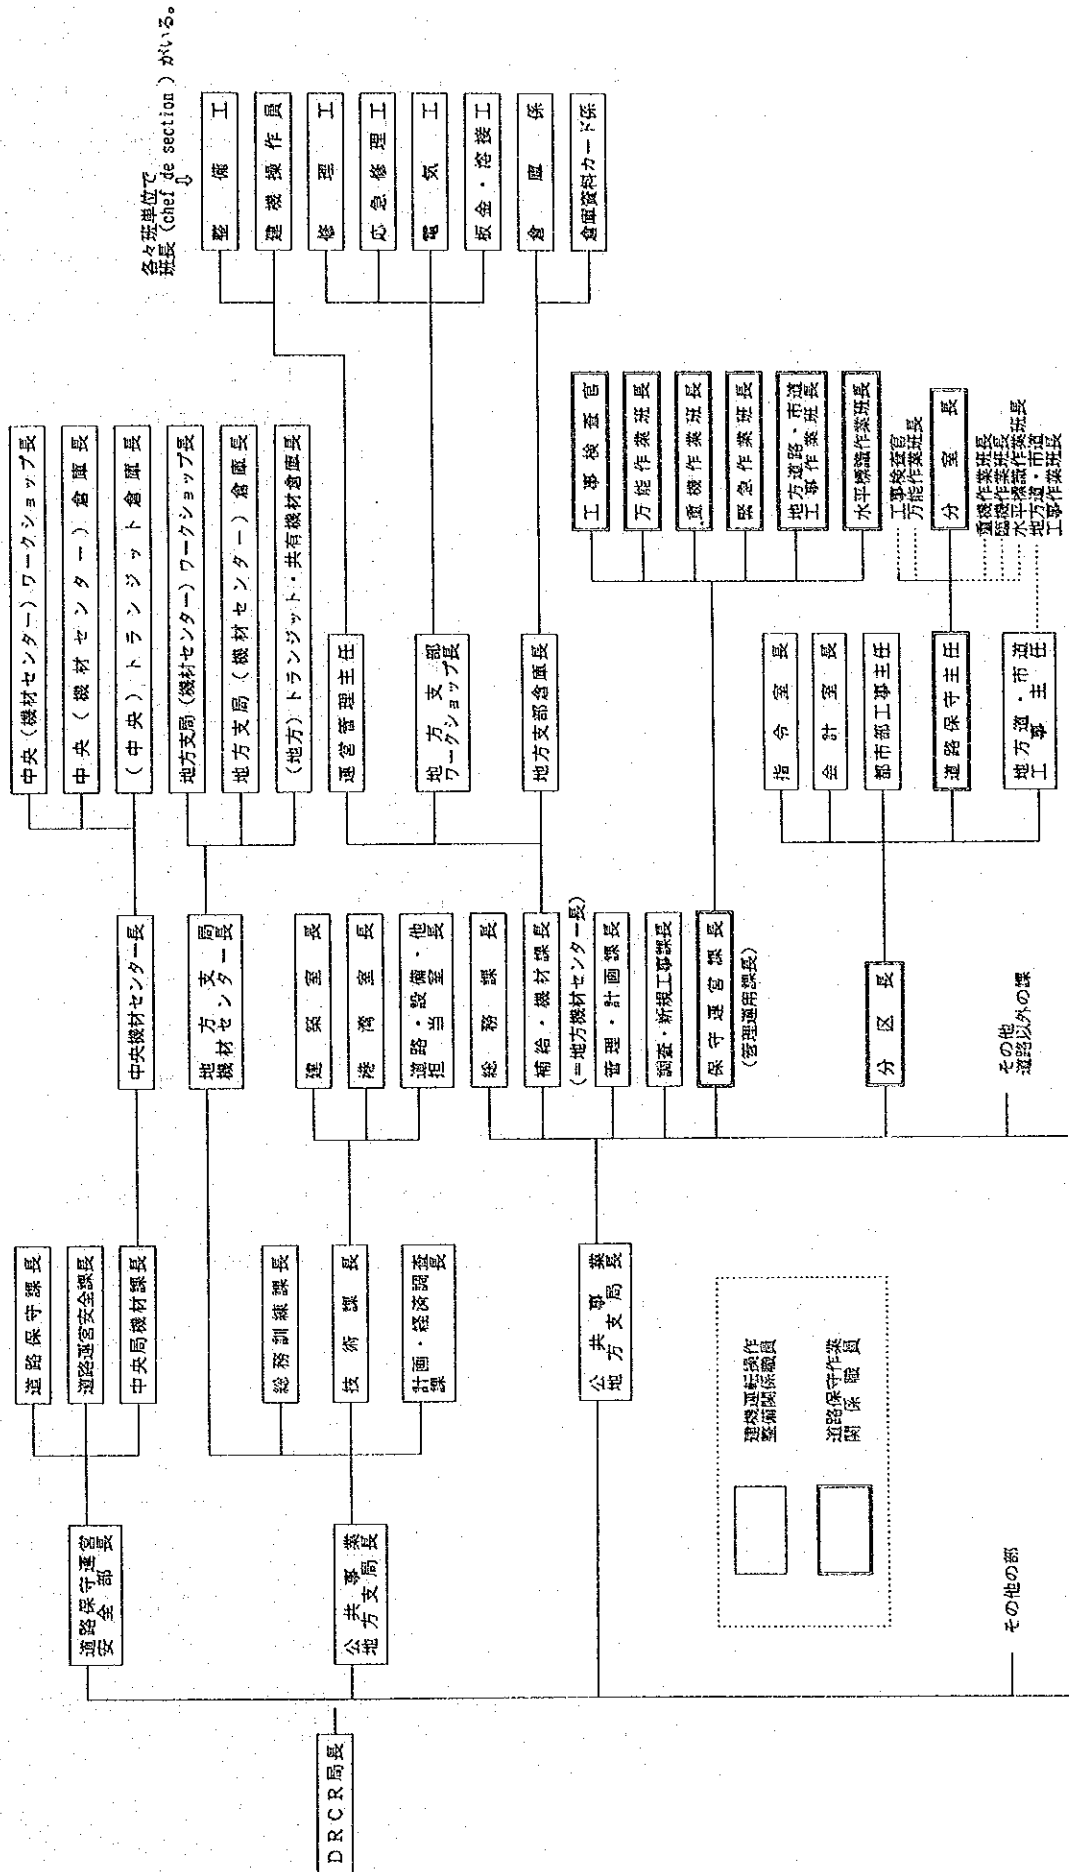 DRCR局長
道路保守運営
安全部長
公共事業
地方支局長
その他の部
道路保守課長
道路運営安全課長
中央局機材課長
総務訓練課長
技術課長
計画・経済調査
課長
公共事業
地方支局長
建機運転操作
整備関係職員
道路保守作業
関係職員
中央機材センター長
地方支局
機材センター長
建築室長
港湾室長
道路・設備・他
担当室長
総務課長
補給・機材課長
(=地方機材センター長)
管理・計画課長
調査・新規工事課長
保守運営課長
(管理運用課長)
分区長
その他
道路以外の課
中央(機材センター)ワークショップ長
中央(機材センター)倉庫長
(中央)トランジット倉庫長
地方支局(機材センター)ワークショップ長
地方支局(機材センター)倉庫長
(地方)トランジット・共有機材倉庫長
運営管理主任
地方支部
ワークショップ長
地方支部倉庫長
指令室長
会計室長
都市部工事主任
道路保守主任
地方道・市道
工事主任
工事検査官
万能作業班長
重機作業班長
緊急作業班長
地方道路・市道
工事作業班長
水平標識作業班長
工事検査官
万能作業班長
分室長
重機作業班長
臨機作業班長
水平標識作業班長
地方道・市道
工事作業班長
各々班単位で
班長(chef de section)がいる。
⇩
整備工
建機操作員
修理工
応急修理工
電気工
板金・溶接工
倉庫係
倉庫資料カード係